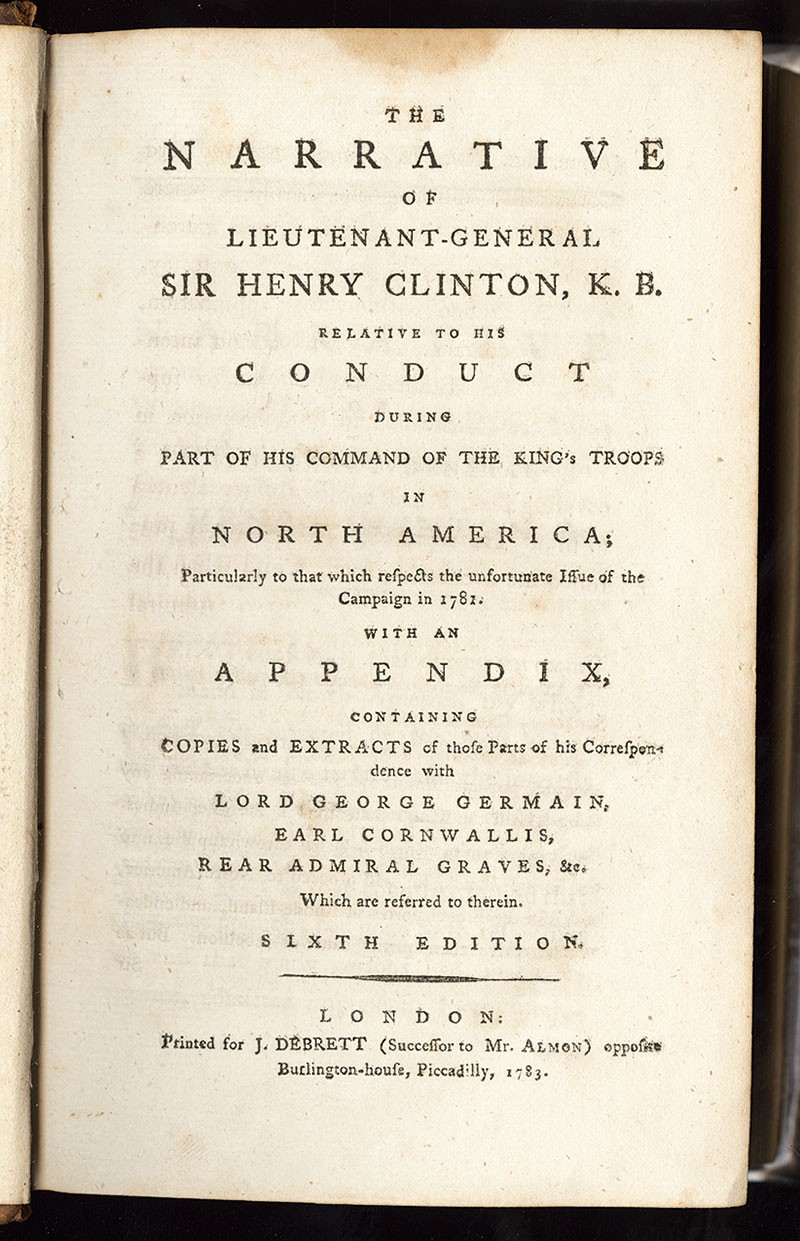 THE
NARRATIVE
OF
LIEUTENANT-GENERAL
SIR HENRY CLINTON, K. B.
RELATIVE TO HIS
CONDUCT
DURING
PART OF HIS COMMAND OF THE KING's TROOPS
IN
NORTH AMERICA;
Particularly to that which reſpects the unfortunate Iſſue of the
Campaign in 1781.
WITH AN
APPENDIX,
CONTAINING
COPIES and EXTRACTS of thoſe Parts of his Correſpon-
dence with
LORD GEORGE GERMAIN,
EARL CORNWALLIS,
REAR ADMIRAL GRAVES, &c.
Which are referred to therein.
SIXTH EDITION.
LONDON:
Printed for J. DEBRETT (Succeſſor to Mr. ALMON) oppoſite
Burlington-houſe, Piccadilly, 1783.